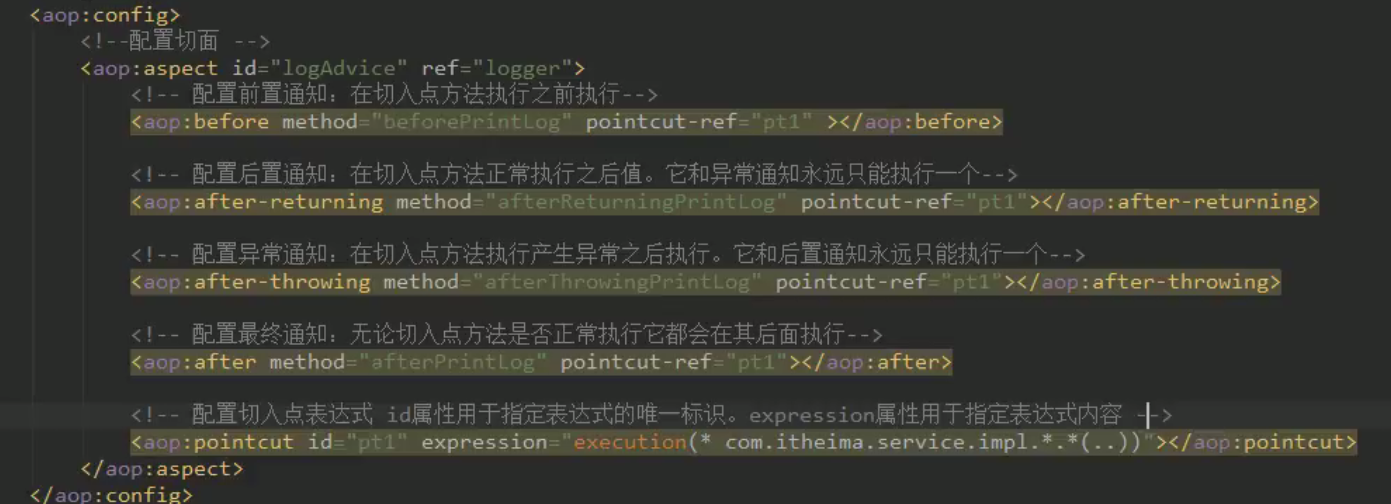 <aop:config>
<!--配置切面 -->
<aop:aspect id="logAdvice" ref="logger">
<!-- 配置前置通知：在切入点方法执行之前执行-->
<aop:before method="beforePrintLog" pointcut-ref="pt1" ></aop:before>
<!-- 配置后置通知：在切入点方法正常执行之后值。它和异常通知永远只能执行一个-->
<aop:after-returning method="afterReturningPrintLog" pointcut-ref="pt1"></aop:after-returning>
<!-- 配置异常通知：在切入点方法执行产生异常之后执行。它和后置通知永远只能执行一个-->
<aop:after-throwing method="afterThrowingPrintLog" pointcut-ref="pt1"></aop:after-throwing>
<!-- 配置最终通知：无论切入点方法是否正常执行它都会在其后面执行-->
<aop:after method="afterPrintLog" pointcut-ref="pt1"></aop:after>
<!-- 配置切入点表达式 id属性用于指定表达式的唯一标识。expression属性用于指定表达式内容 -->
<aop:pointcut id="pt1" expression="execution(* com.itheima.service.impl.*.*(..))"></aop:pointcut>
</aop:aspect>
</aop:config>